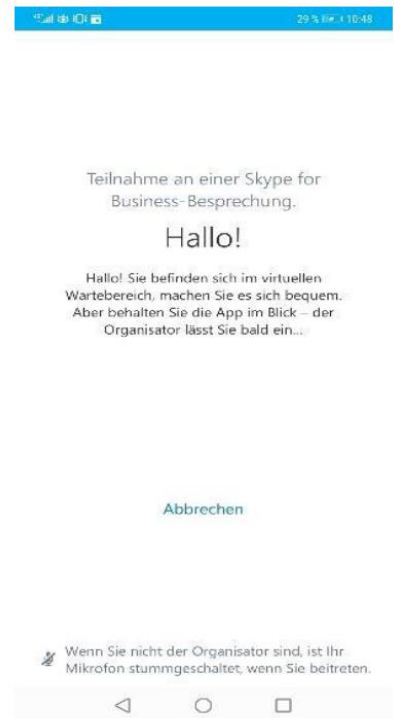 29 % 10:48
Teilnahme an einer Skype for
Business-Besprechung.
Hallo!
Hallo! Sie befinden sich im virtuellen
Wartebereich, machen Sie es sich bequem.
Aber behalten Sie die App im Blick – der
Organisator lässt Sie bald ein...
Abbrechen
Wenn Sie nicht der Organisator sind, ist Ihr
Mikrofon stummgeschaltet, wenn Sie beitreten.